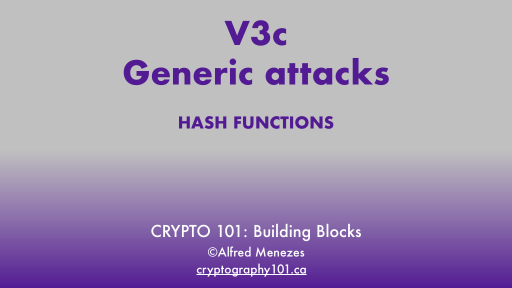 V3c
Generic attacks
HASH FUNCTIONS
CRYPTO 101: Building Blocks
©Alfred Menezes
cryptography101.ca